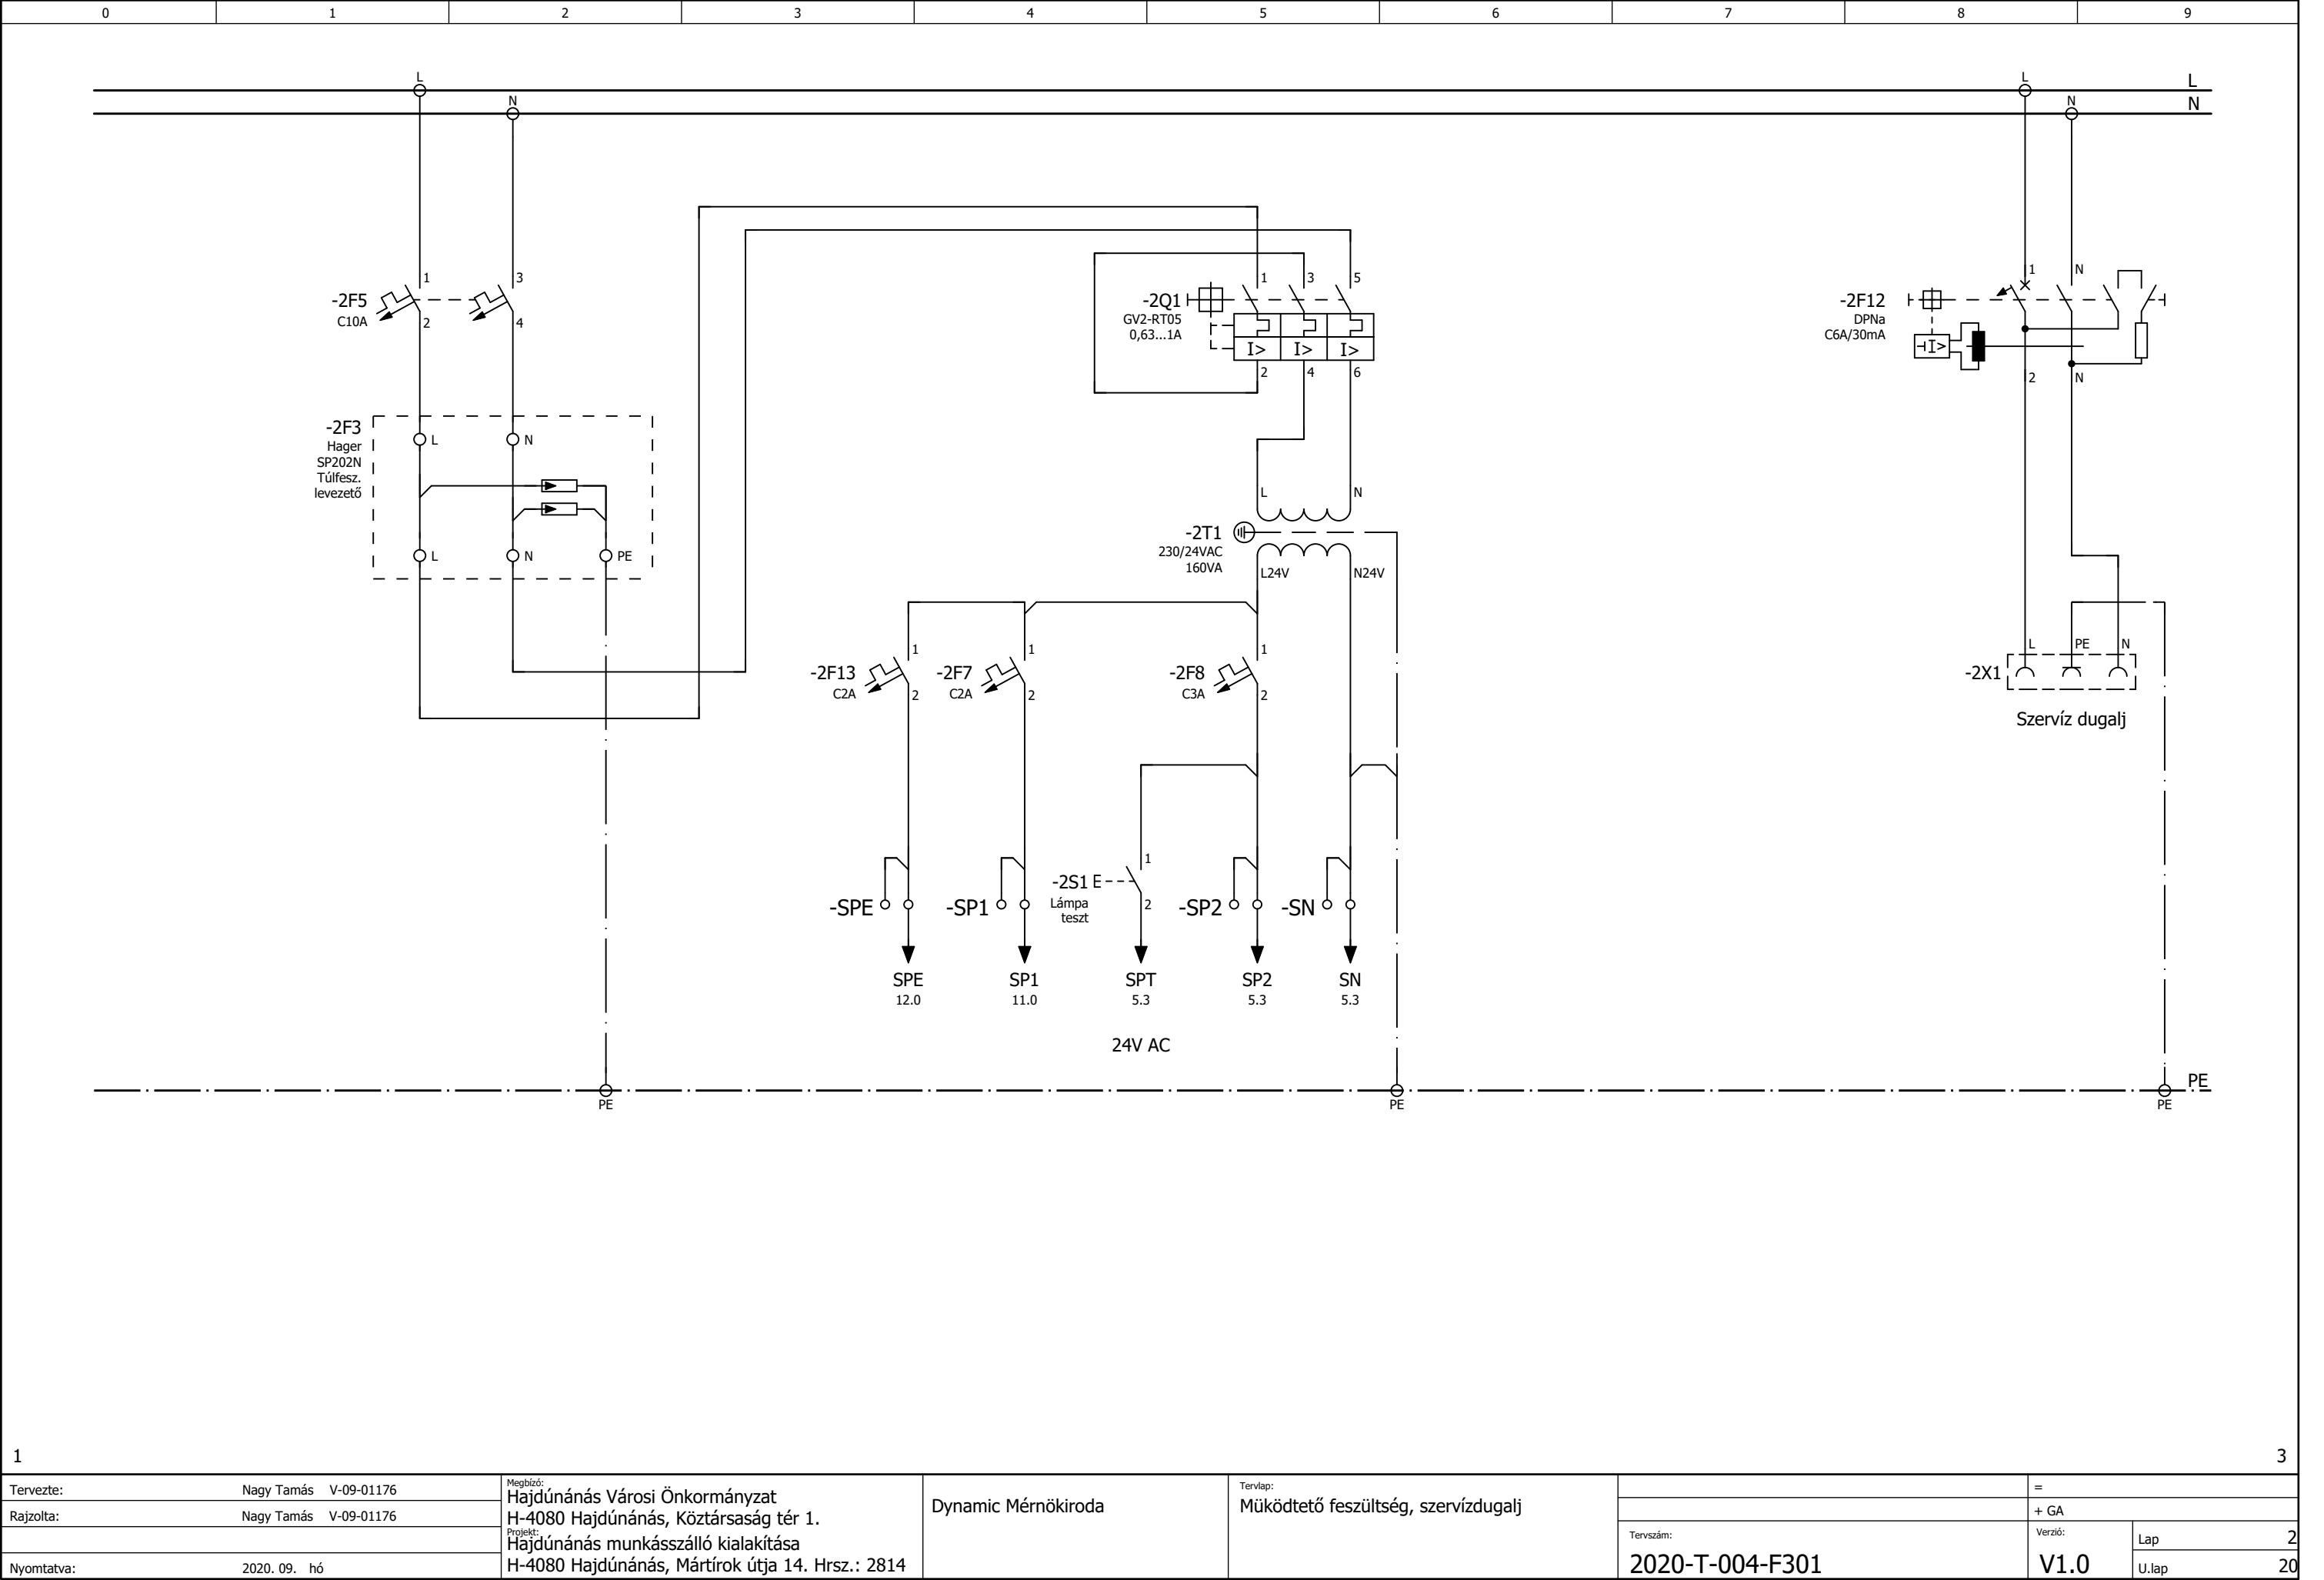 0 1 2 3 4 5 6 7 8 9
L L L
N N N
1 3
-2F5
C10A
2 4
1 3 5
-2Q1
GV2-RT05
0,63...1A
I> I> I>
2 4 6
1 N
-2F12
DPNa
C6A/30mA
I>
2 N
-2F3
Hager
SP202N
Túlfesz.
levezető
L N
L N PE
L N
-2T1
230/24VAC
160VA
L24V N24V
1 1 1
-2F13 -2F7 -2F8
C2A C2A C3A
2 2 2
L PE N
-2X1
Szervíz dugalj
1
-2S1 E
Lámpa
teszt
2
-SPE -SP1 -SP2 -SN
SPE SP1 SPT SP2 SN
12.0 11.0 5.3 5.3 5.3
24V AC
PE
PE PE PE
1 3
Tervezte: Nagy Tamás V-09-01176
Rajzolta: Nagy Tamás V-09-01176
Nyomtatva: 2020. 09. hó
Megbízó:
Hajdúnánás Városi Önkormányzat
H-4080 Hajdúnánás, Köztársaság tér 1.
Projekt:
Hajdúnánás munkásszálló kialakítása
H-4080 Hajdúnánás, Mártírok útja 14. Hrsz.: 2814
Dynamic Mérnökiroda
Tervlap:
Müködtető feszültség, szervízdugalj
Tervszám:
2020-T-004-F301
=
+ GA
Verzió:
V1.0
Lap 2
U.lap 20